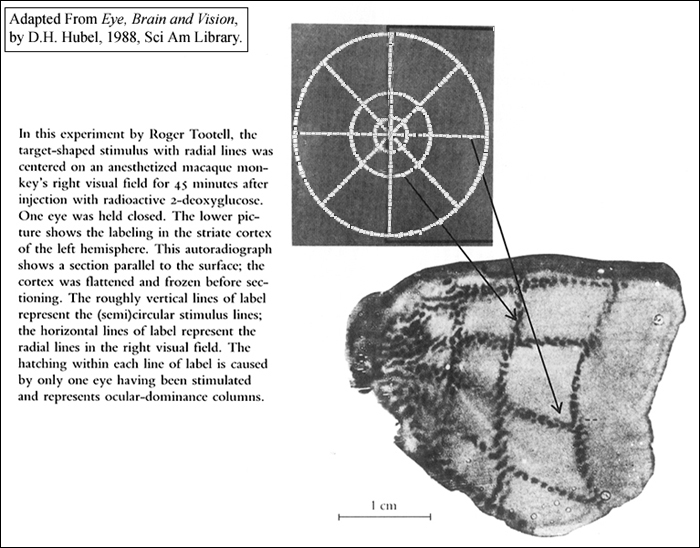 Adapted From Eye, Brain and Vision,
by D.H. Hubel, 1988, Sci Am Library.
In this experiment by Roger Tootell, the
target-shaped stimulus with radial lines was
centered on an anesthetized macaque mon-
key's right visual field for 45 minutes after
injection with radioactive 2-deoxyglucose.
One eye was held closed. The lower pic-
ture shows the labeling in the striate cortex
of the left hemisphere. This autoradiograph
shows a section parallel to the surface; the
cortex was flattened and frozen before sec-
tioning. The roughly vertical lines of label
represent the (semi)circular stimulus lines;
the horizontal lines of label represent the
radial lines in the right visual field. The
hatching within each line of label is caused
by only one eye having been stimulated
and represents ocular-dominance columns.
1 cm